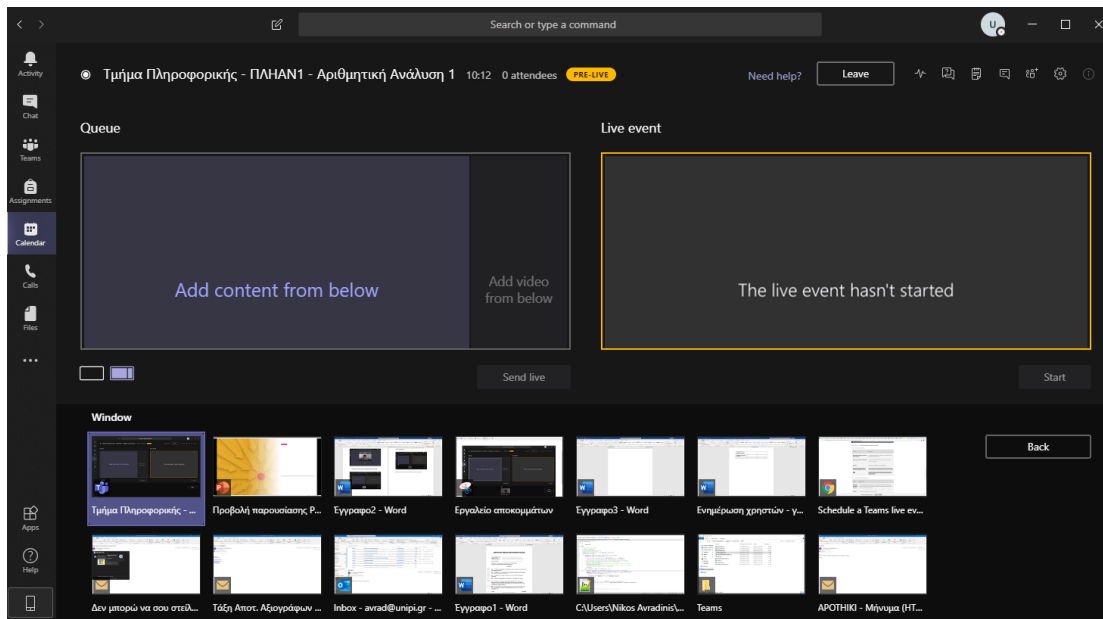 Search or type a command
U
Activity
Chat
Teams
Assignments
Calendar
Calls
Files
Apps
Help
Τμήμα Πληροφορικής - ΠΛΗΑΝ1 - Αριθμητική Ανάλυση 1 10:12 0 attendees PRE-LIVE
Need help? Leave
Queue
Live event
Add content from below
Add video
from below
The live event hasn't started
Send live
Start
Window
Back
Τμήμα Πληροφορικής - ...
Προβολή παρουσίασης P...
Έγγραφο2 - Word
Εργαλείο αποκομμάτων
Έγγραφο3 - Word
Ενημέρωση χρηστών - γ...
Schedule a Teams live ev...
Δεν μπορώ να σου στείλ...
Τάξη Αποτ. Αξιογράφων ...
Inbox - avrad@unipi.gr - ...
Έγγραφο1 - Word
C:\Users\Nikos Avradinis\...
Teams
APOTHIKI - Μήνυμα (HT...